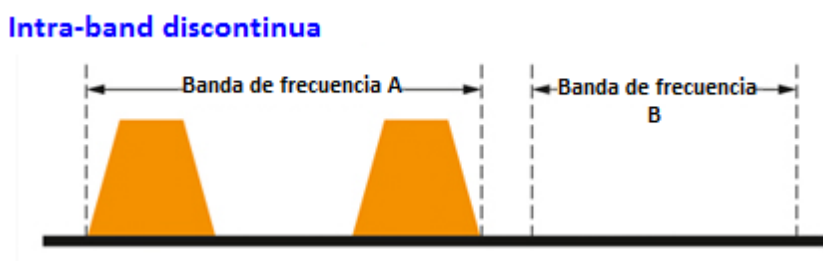 Intra-band discontinua
Banda de frecuencia A
Banda de frecuencia
B